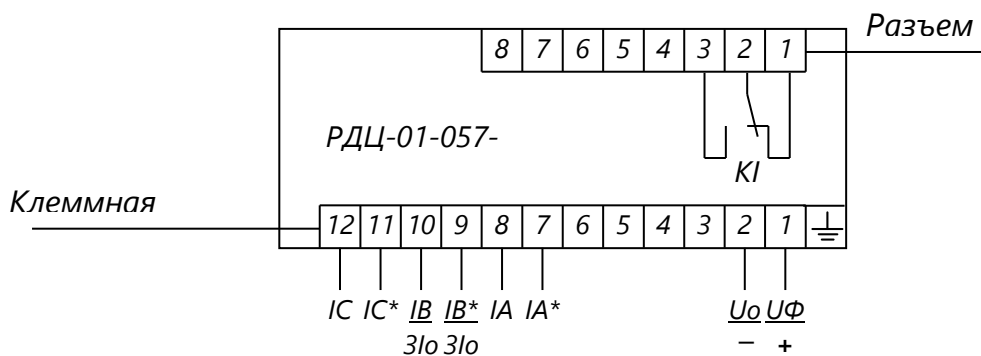 Разъем
8 7 6 5 4 3 2 1
РДЦ-01-057-
KI
Клеммная
12 11 10 9 8 7 6 5 4 3 2 1
IC IC* IB IB* IA IA* Uo UФ
3Io 3Io – +